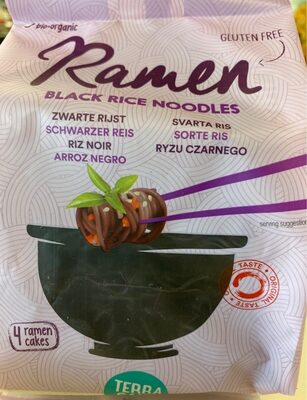 bio-organic
GLUTEN FREE
Ramen
BLACK RICE NOODLES
ZWARTE RIJST
SCHWARZER REIS
RIZ NOIR
ARROZ NEGRO
SVARTA RIS
SORTE RIS
RYZU CZARNEGO
serving suggestion
TASTE
ORIGINAL TASTE
4 ramen
cakes
TERRA